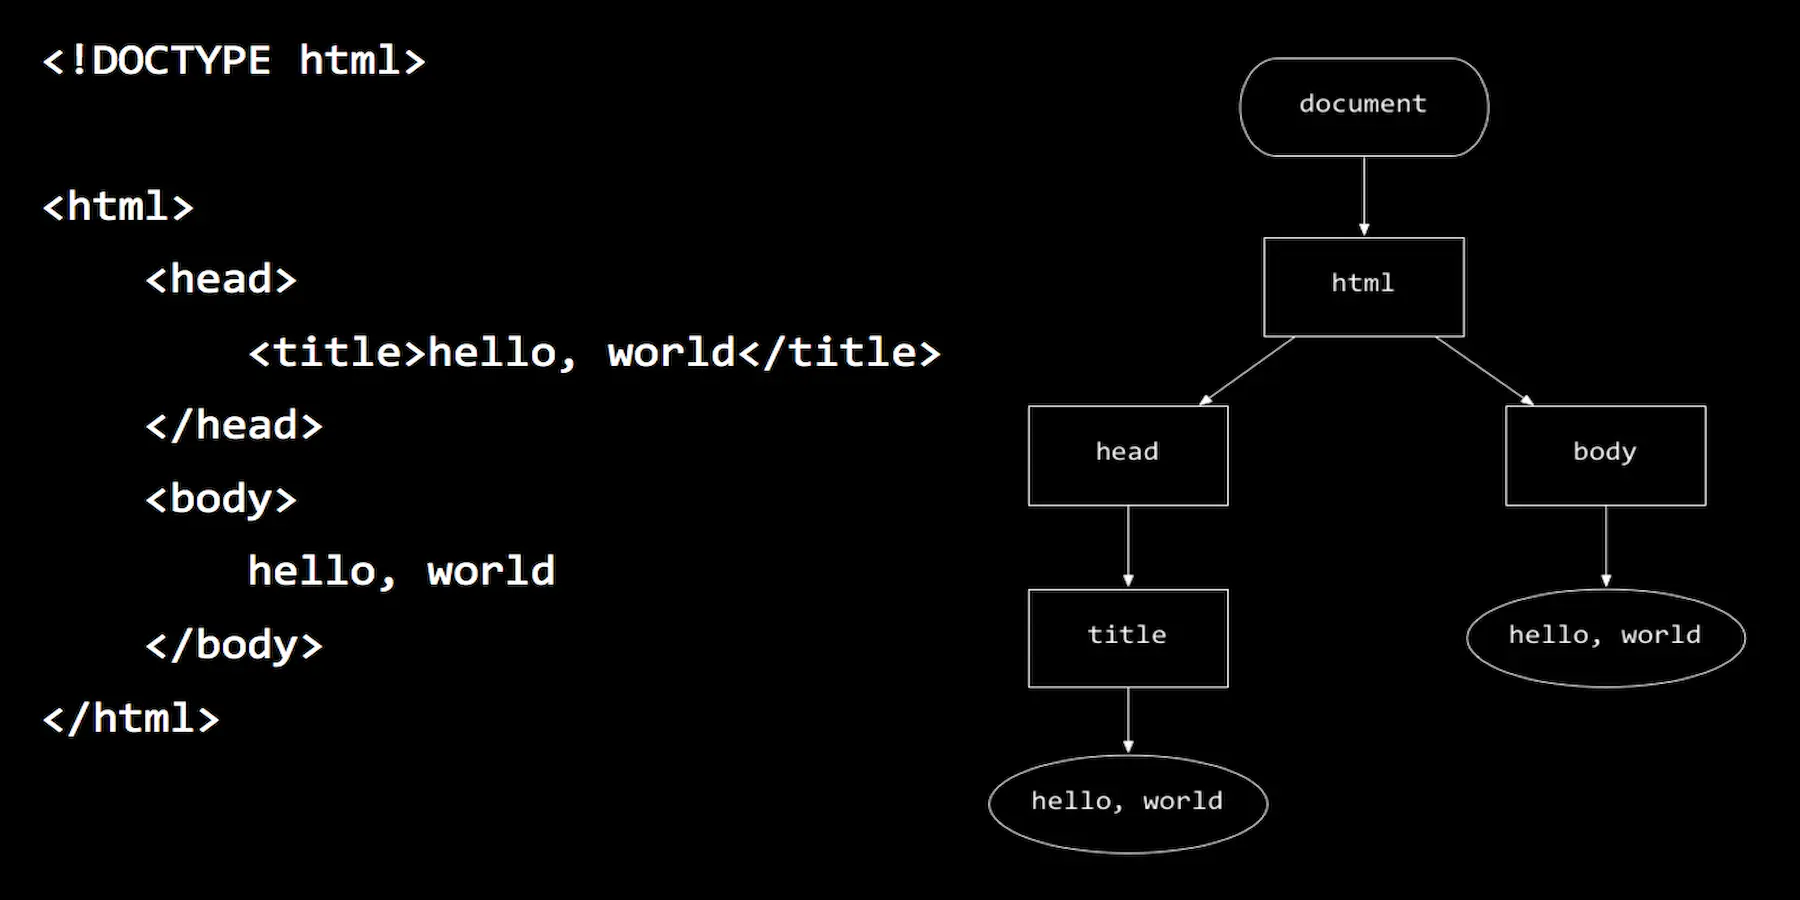 <!DOCTYPE html>
<html>
<head>
<title>hello, world</title>
</head>
<body>
hello, world
</body>
</html>
document
html
head
body
title
hello, world
hello, world